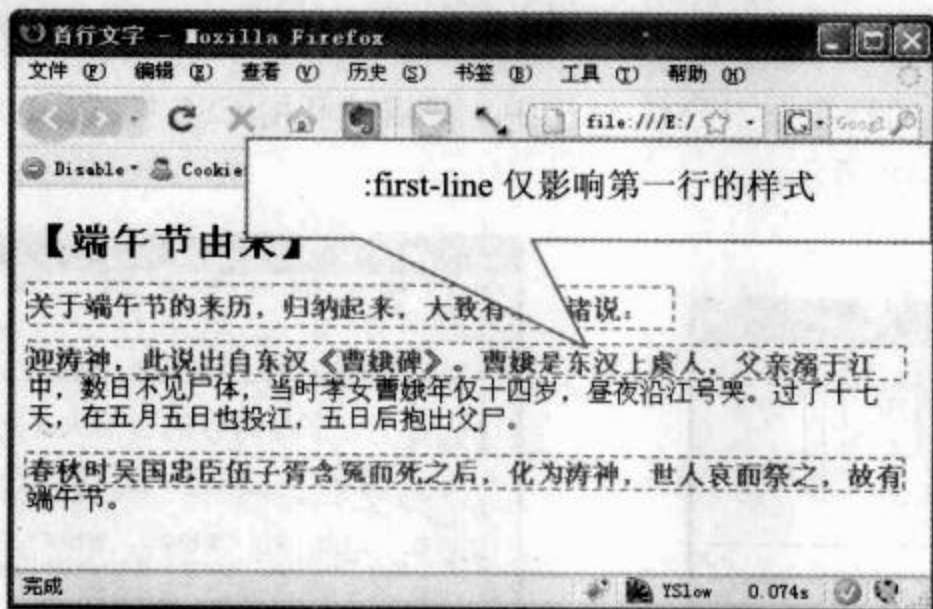 首行文字 - Mozilla Firefox
文件(F) 编辑(E) 查看(V) 历史(S) 书签(B) 工具(T) 帮助(H)
file:///E:/
Disable Cookie
:first-line 仅影响第一行的样式
【端午节由来】
关于端午节的来历，归纳起来，大致有 诸说：
迎涛神，此说出自东汉《曹娥碑》。曹娥是东汉上虞人，父亲溺于江
中，数日不见尸体，当时孝女曹娥年仅十四岁，昼夜沿江号哭。过了十七
天，在五月五日也投江，五日后抱出父尸。
春秋时吴国忠臣伍子胥含冤而死之后，化为涛神，世人哀而祭之，故有
端午节。
完成 YSlow 0.074s